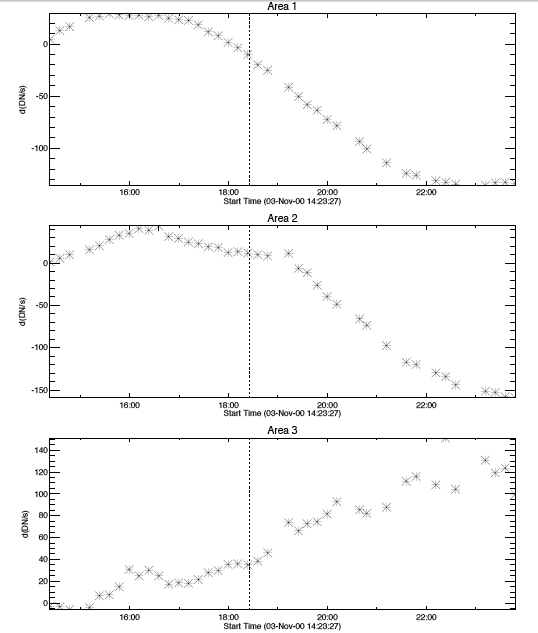 Area 1
0
-50
-100
d(DN/s)
16:00 18:00 20:00 22:00
Start Time (03-Nov-00 14:23:27)
Area 2
0
-50
-100
-150
d(DN/s)
16:00 18:00 20:00 22:00
Start Time (03-Nov-00 14:23:27)
Area 3
140
120
100
80
60
40
20
0
d(DN/s)
16:00 18:00 20:00 22:00
Start Time (03-Nov-00 14:23:27)